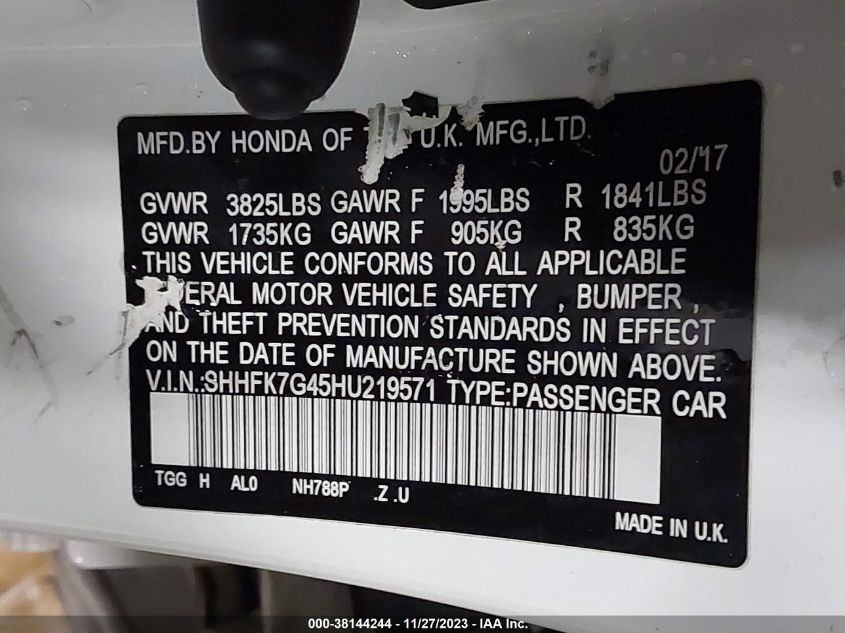 MFD.BY HONDA OF U.K. MFG.,LTD.
02/17
GVWR 3825LBS GAWR F 1995LBS R 1841LBS
GVWR 1735KG GAWR F 905KG R 835KG
THIS VEHICLE CONFORMS TO ALL APPLICABLE
MOTOR VEHICLE SAFETY , BUMPER ,
AND THEFT PREVENTION STANDARDS IN EFFECT
ON THE DATE OF MANUFACTURE SHOWN ABOVE.
V.I.N.:SHHFK7G45HU219571 TYPE:PASSENGER CAR
TGG H AL0 NH788P .Z .U
MADE IN U.K.
000-38144244 - 11/27/2023 - IAA Inc.